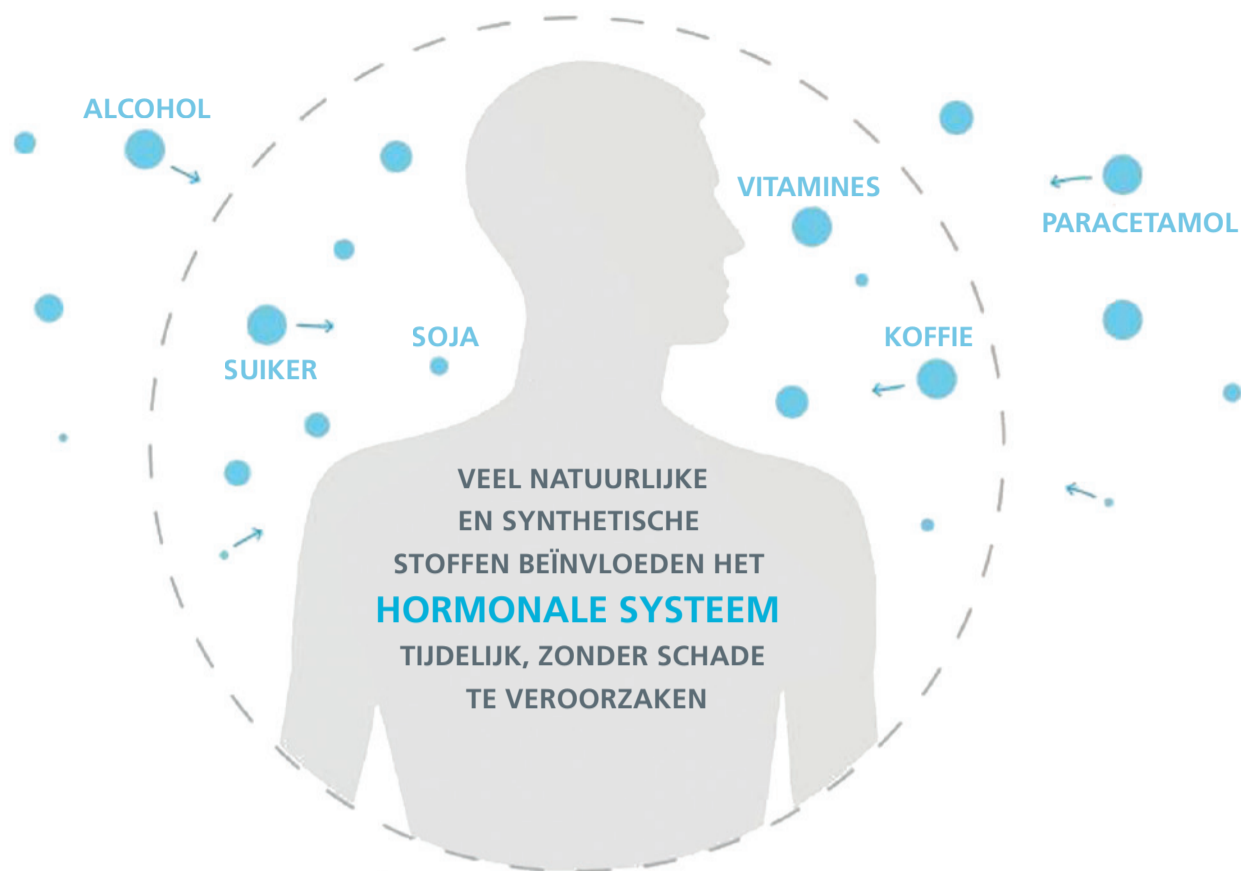 ALCOHOL
VITAMINES
PARACETAMOL
SOJA
KOFFIE
SUIKER
VEEL NATUURLIJKE
EN SYNTHETISCHE
STOFFEN BEÏNVLOEDEN HET
HORMONALE SYSTEEM
TIJDELIJK, ZONDER SCHADE
TE VEROORZAKEN